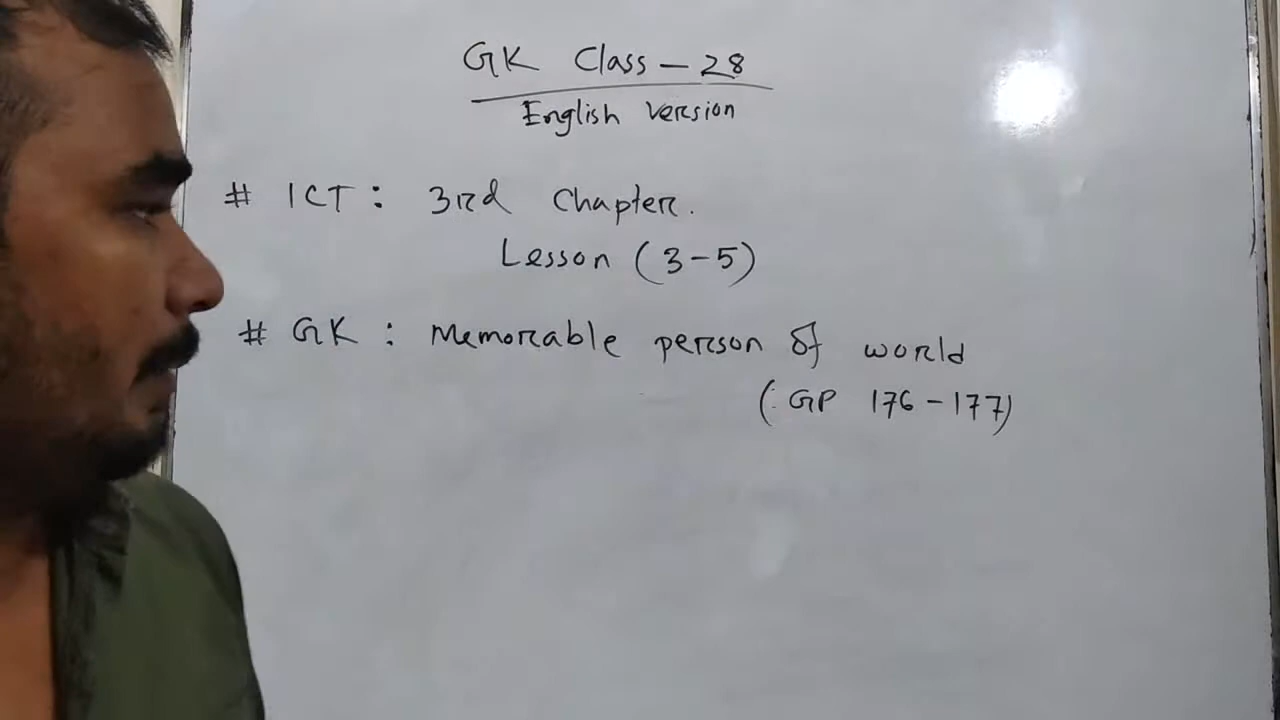 GK Class - 28
English version
# ICT : 3rd Chapter.
Lesson (3-5)
# GK : Memorable person of world
(: GP 176 - 177)